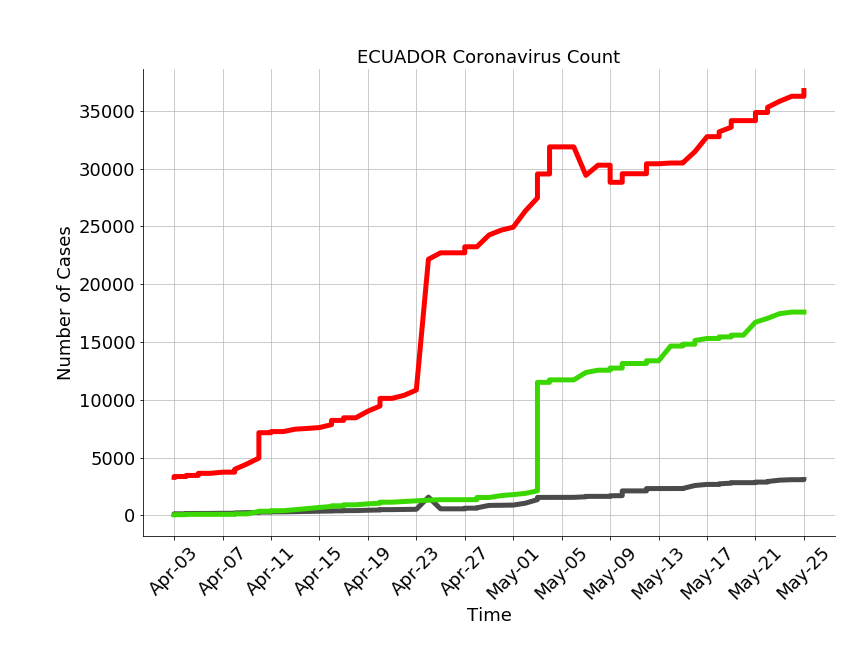 ECUADOR Coronavirus Count
Number of Cases
35000
30000
25000
20000
15000
10000
5000
0
Apr-03
Apr-07
Apr-11
Apr-15
Apr-19
Apr-23
Apr-27
May-01
May-05
May-09
May-13
May-17
May-21
May-25
Time